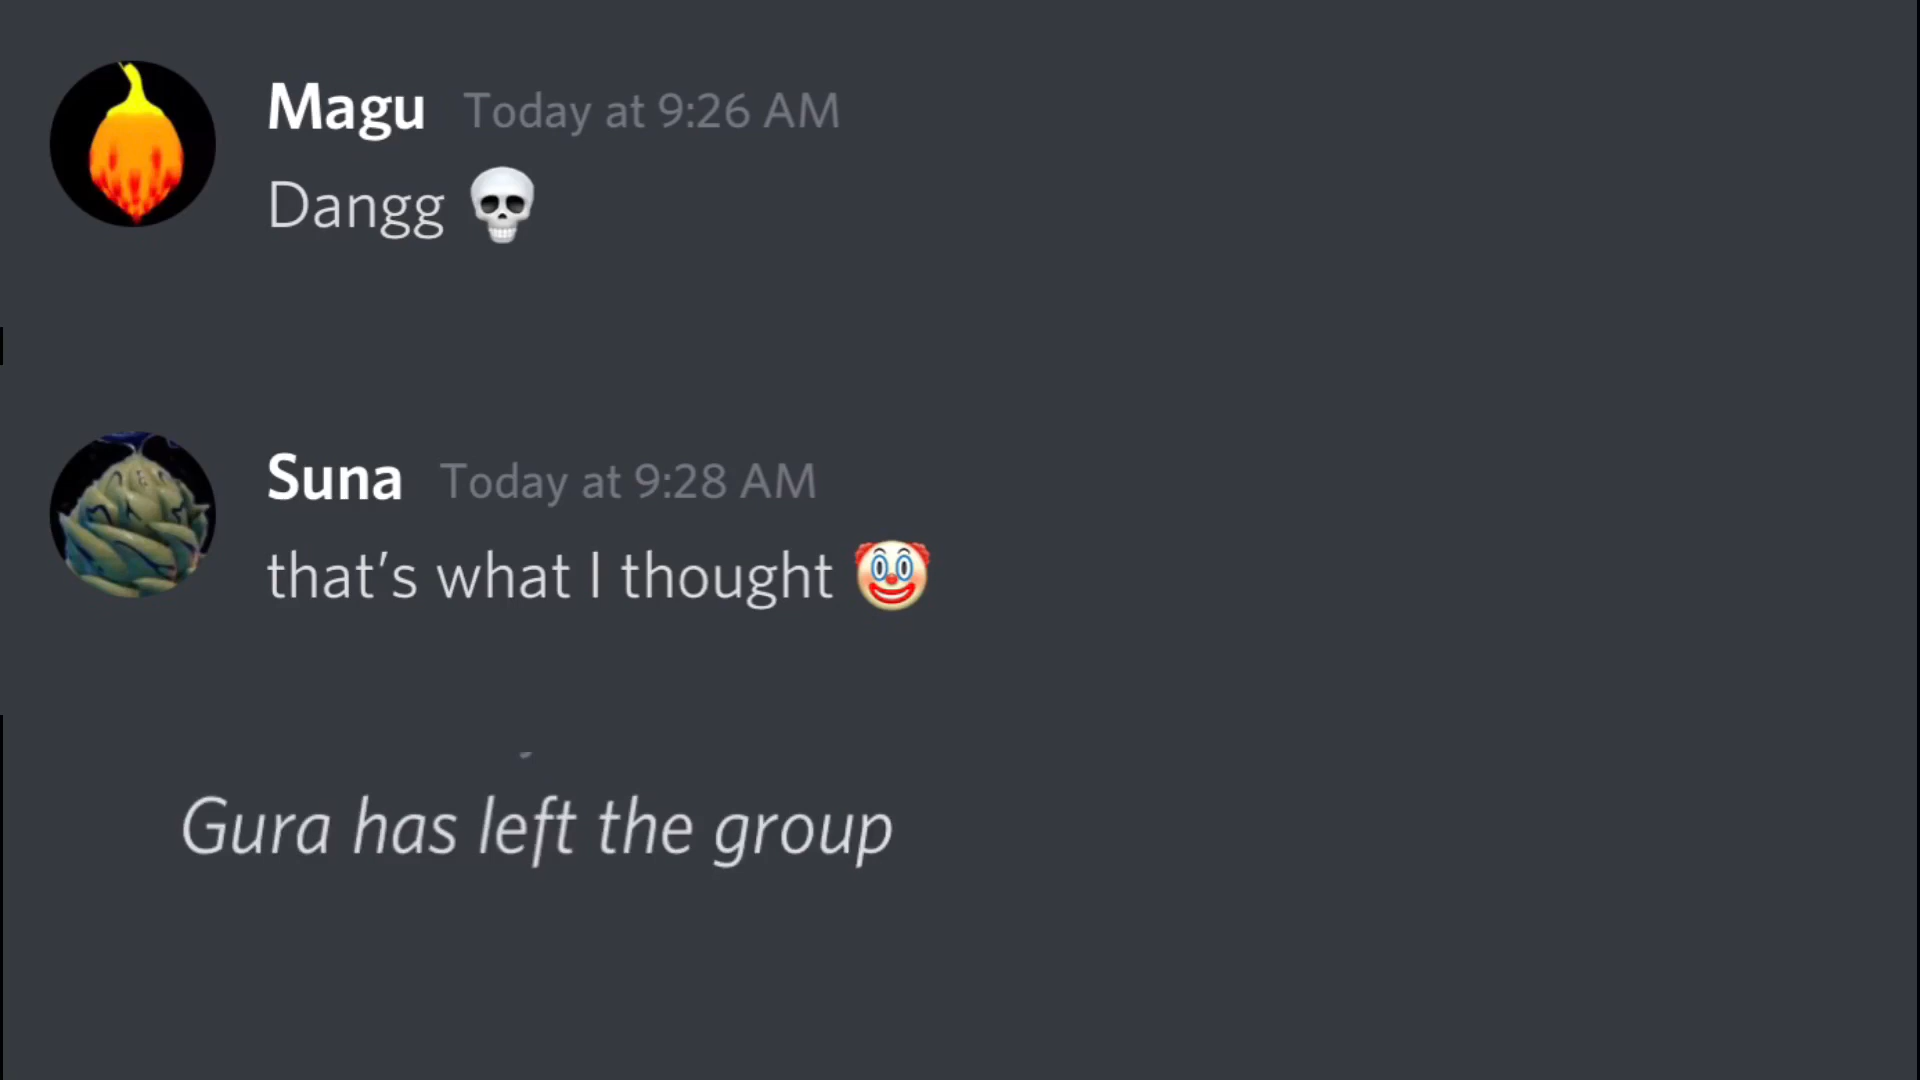 Magu Today at 9:26 AM
Dangg 💀
Suna Today at 9:28 AM
that’s what I thought 🤡
Gura has left the group